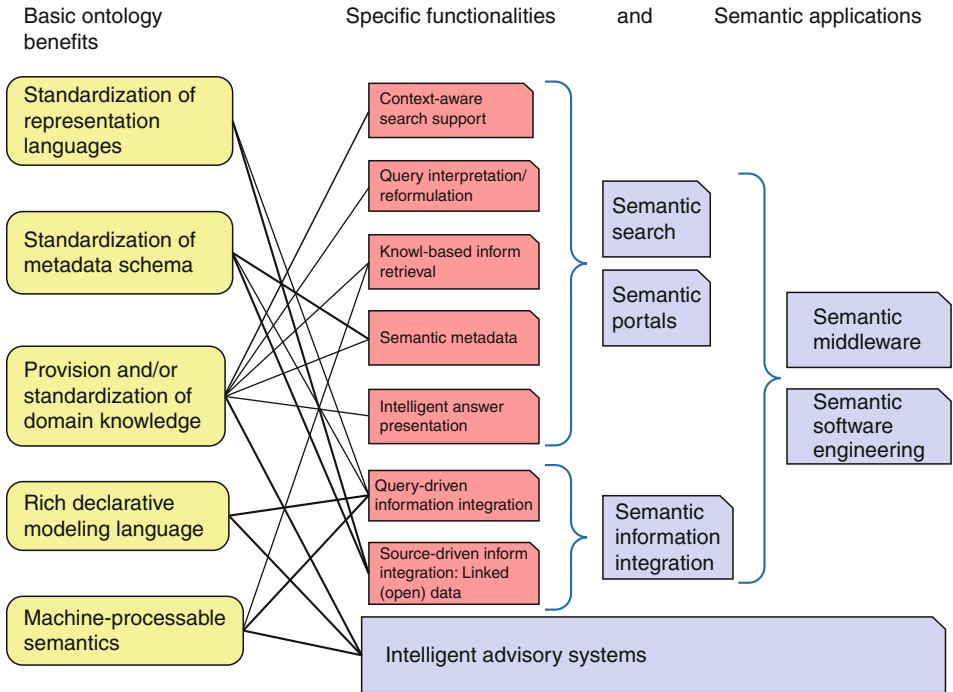 Basic ontology
benefits
Specific functionalities
and
Semantic applications
Standardization of
representation
languages
Standardization of
metadata schema
Provision and/or
standardization of
domain knowledge
Rich declarative
modeling language
Machine-processable
semantics
Context-aware
search support
Query interpretation/
reformulation
Knowl-based inform
retrieval
Semantic metadata
Intelligent answer
presentation
Query-driven
information integration
Source-driven inform
integration: Linked
(open) data
Semantic
search
Semantic
portals
Semantic
information
integration
Semantic
middleware
Semantic
software
engineering
Intelligent advisory systems